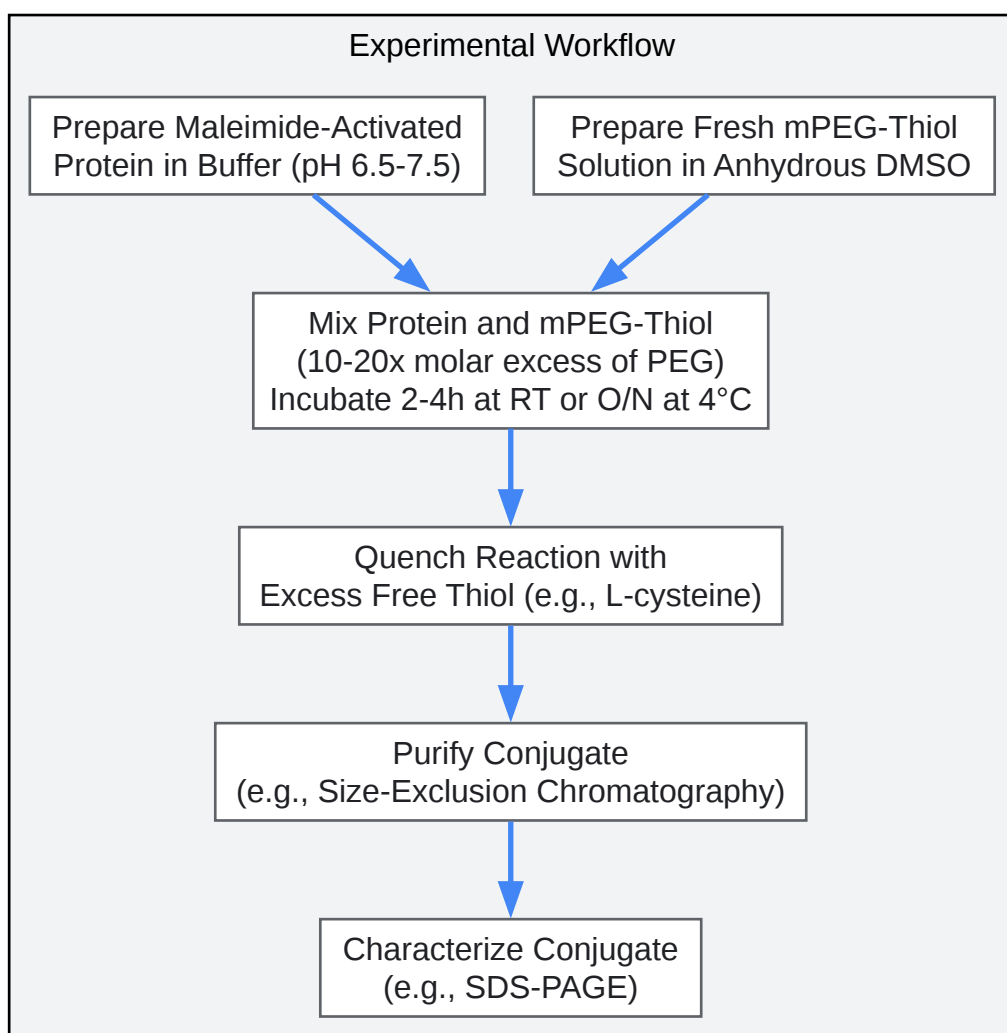 Experimental Workflow
Prepare Maleimide-Activated
Protein in Buffer (pH 6.5-7.5)
Prepare Fresh mPEG-Thiol
Solution in Anhydrous DMSO
Mix Protein and mPEG-Thiol
(10-20x molar excess of PEG)
Incubate 2-4h at RT or O/N at 4°C
Quench Reaction with
Excess Free Thiol (e.g., L-cysteine)
Purify Conjugate
(e.g., Size-Exclusion Chromatography)
Characterize Conjugate
(e.g., SDS-PAGE)